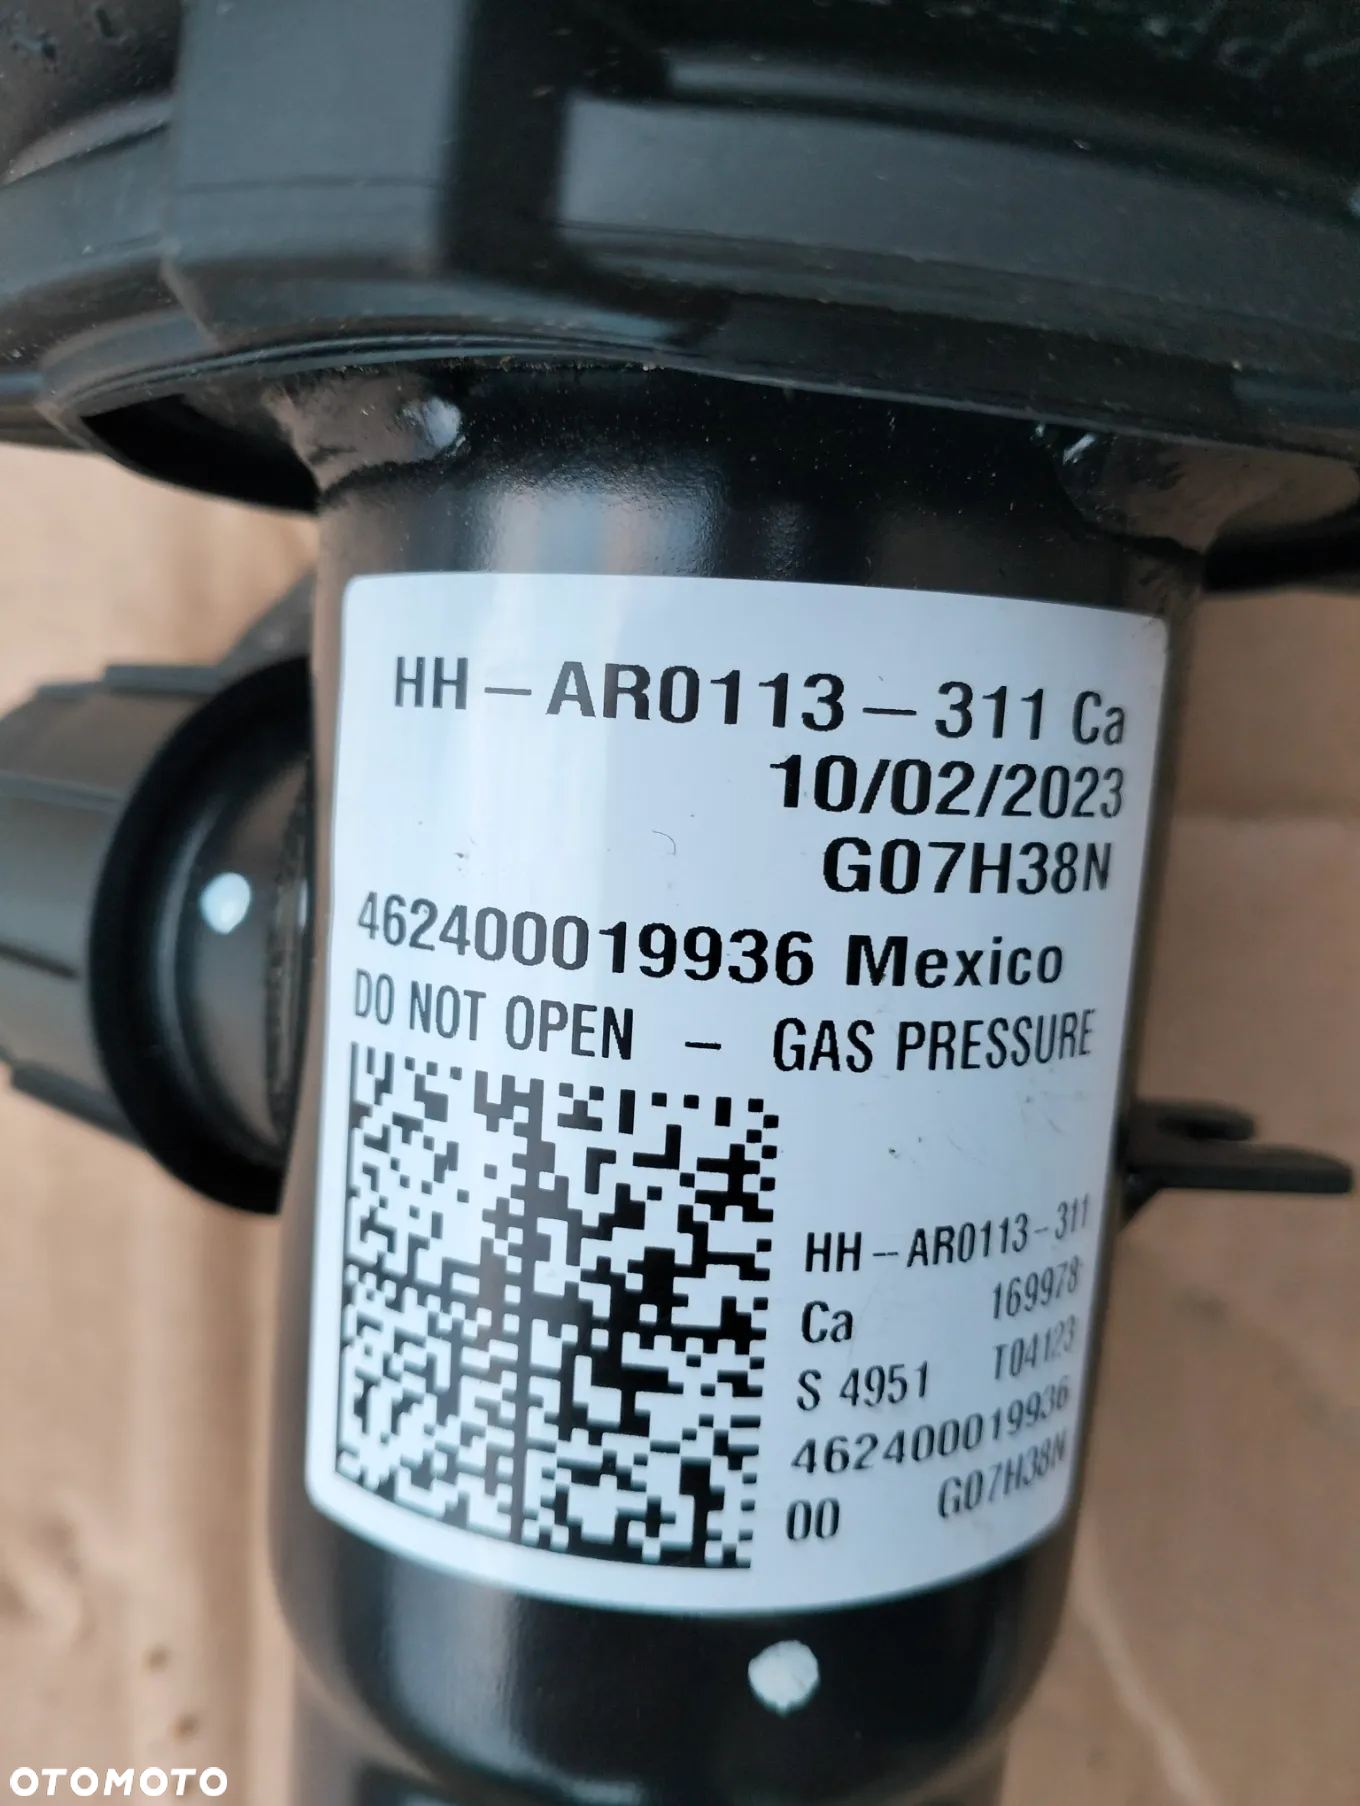 HH – AR0113 – 311 Ca
10/02/2023
G07H38N
462400019936 Mexico
DO NOT OPEN – GAS PRESSURE
HH – AR0113 – 311
Ca 169978
S 4951 T04123
462400019936
00 G07H38N
OTOMOTO